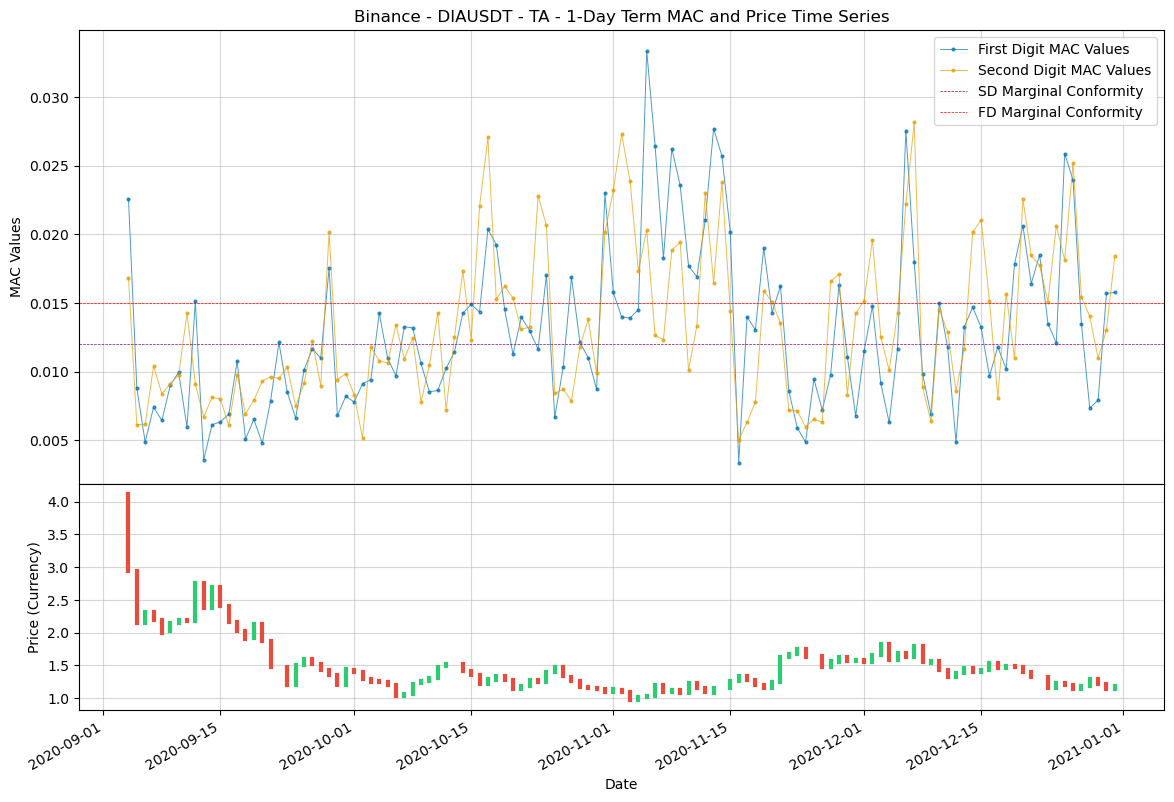 Binance - DIAUSDT - TA - 1-Day Term MAC and Price Time Series
First Digit MAC Values
Second Digit MAC Values
SD Marginal Conformity
FD Marginal Conformity
MAC Values
0.030
0.025
0.020
0.015
0.010
0.005
Price (Currency)
4.0
3.5
3.0
2.5
2.0
1.5
1.0
2020-09-01
2020-09-15
2020-10-01
2020-10-15
2020-11-01
2020-11-15
2020-12-01
2020-12-15
2021-01-01
Date